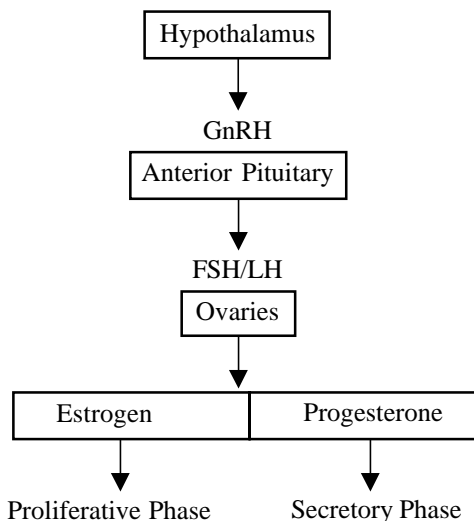 Hypothalamus
GnRH
Anterior Pituitary
FSH/LH
Ovaries
Estrogen Progesterone
Proliferative Phase Secretory Phase